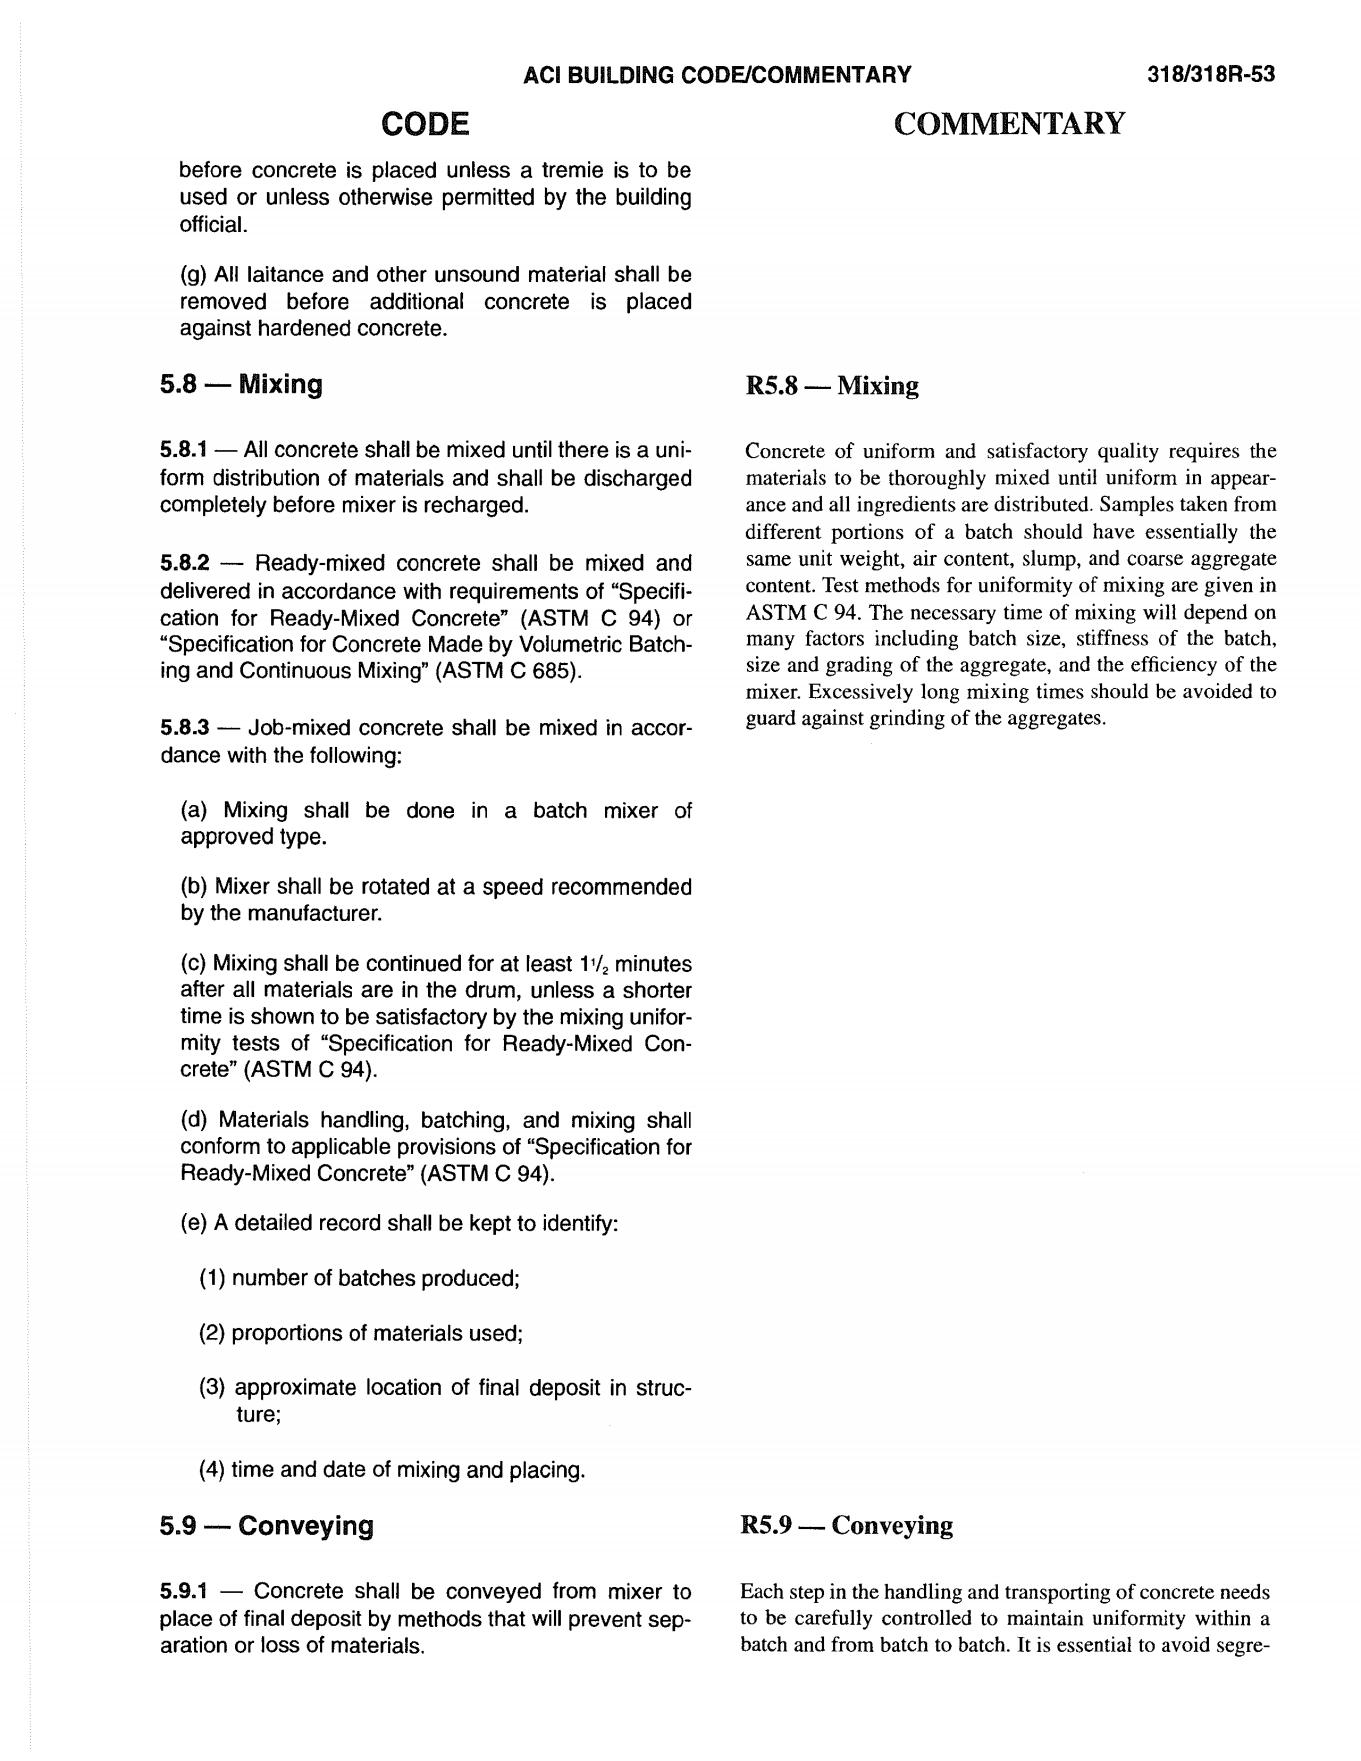 ACI BUILDING CODE/COMMENTARY 318/318R-53
CODE
before concrete is placed unless a tremie is to be
used or unless otherwise permitted by the building
official.
(g) All laitance and other unsound material shall be
removed before additional concrete is placed
against hardened concrete.
5.8 — Mixing
5.8.1 — All concrete shall be mixed until there is a uni-
form distribution of materials and shall be discharged
completely before mixer is recharged.
5.8.2 — Ready-mixed concrete shall be mixed and
delivered in accordance with requirements of “Specifi-
cation for Ready-Mixed Concrete” (ASTM C 94) or
“Specification for Concrete Made by Volumetric Batch-
ing and Continuous Mixing” (ASTM C 685).
5.8.3 — Job-mixed concrete shall be mixed in accor-
dance with the following:
(a) Mixing shall be done in a batch mixer of
approved type.
(b) Mixer shall be rotated at a speed recommended
by the manufacturer.
(c) Mixing shall be continued for at least 1 1/2 minutes
after all materials are in the drum, unless a shorter
time is shown to be satisfactory by the mixing unifor-
mity tests of “Specification for Ready-Mixed Con-
crete” (ASTM C 94).
(d) Materials handling, batching, and mixing shall
conform to applicable provisions of “Specification for
Ready-Mixed Concrete” (ASTM C 94).
(e) A detailed record shall be kept to identify:
(1) number of batches produced;
(2) proportions of materials used;
(3) approximate location of final deposit in struc-
ture;
(4) time and date of mixing and placing.
5.9 — Conveying
5.9.1 — Concrete shall be conveyed from mixer to
place of final deposit by methods that will prevent sep-
aration or loss of materials.
COMMENTARY
R5.8 — Mixing
Concrete of uniform and satisfactory quality requires the
materials to be thoroughly mixed until uniform in appear-
ance and all ingredients are distributed. Samples taken from
different portions of a batch should have essentially the
same unit weight, air content, slump, and coarse aggregate
content. Test methods for uniformity of mixing are given in
ASTM C 94. The necessary time of mixing will depend on
many factors including batch size, stiffness of the batch,
size and grading of the aggregate, and the efficiency of the
mixer. Excessively long mixing times should be avoided to
guard against grinding of the aggregates.
R5.9 — Conveying
Each step in the handling and transporting of concrete needs
to be carefully controlled to maintain uniformity within a
batch and from batch to batch. It is essential to avoid segre-